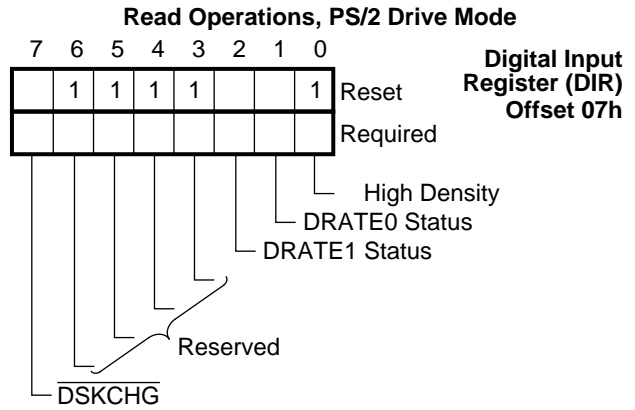 Read Operations, PS/2 Drive Mode
7 6 5 4 3 2 1 0
Digital Input
Register (DIR)
Offset 07h
1 1 1 1 1 Reset
Required
High Density
DRATE0 Status
DRATE1 Status
Reserved
DSKCHG